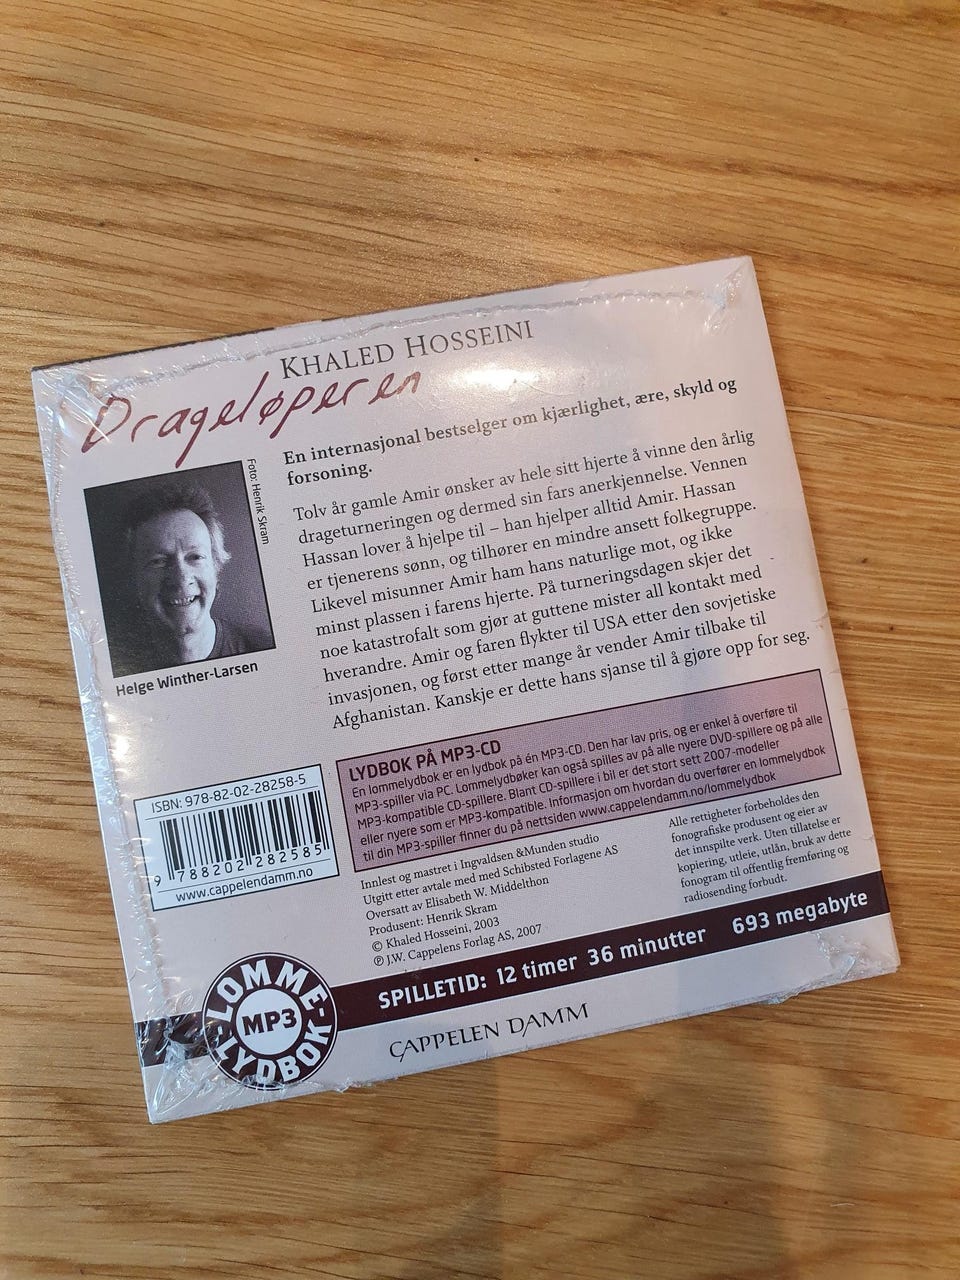 KHALED HOSSEINI
Drageløperen
En internasjonal bestselger om kjærlighet, ære, skyld og
forsoning.
Tolv år gamle Amir ønsker av hele sitt hjerte å vinne den årlig
drageturneringen og dermed sin fars anerkjennelse. Vennen
Hassan lover å hjelpe til – han hjelper alltid Amir. Hassan
er tjenerens sønn, og tilhører en mindre ansett folkegruppe.
Likevel misunner Amir ham hans naturlige mot, og ikke
minst plassen i farens hjerte. På turneringsdagen skjer det
noe katastrofalt som gjør at guttene mister all kontakt med
hverandre. Amir og faren flykter til USA etter den sovjetiske
invasjonen, og først etter mange år vender Amir tilbake til
Afghanistan. Kanskje er dette hans sjanse til å gjøre opp for seg.
Foto: Henrik Skram
Helge Winther-Larsen
LYDBOK PÅ MP3-CD
En lommelydbok er en lydbok på én MP3-CD. Den har lav pris, og er enkel å overføre til
MP3-spiller via PC. Lommelydbøker kan også spilles av på alle nyere DVD-spillere og på alle
MP3-kompatible CD-spillere. Blant CD-spillere i bil er det stort sett 2007-modeller
eller nyere som er MP3-kompatible. Informasjon om hvordan du overfører en lommelydbok
til din MP3-spiller finner du på nettsiden www.cappelendamm.no/lommelydbok
ISBN: 978-82-02-28258-5
9 788202 282585
www.cappelendamm.no
Innlest og mastret i Ingvaldsen &Munden studio
Utgitt etter avtale med med Schibsted Forlagene AS
Oversatt av Elisabeth W. Middelthon
Produsent: Henrik Skram
© Khaled Hosseini, 2003
℗ J.W. Cappelens Forlag AS, 2007
Alle rettigheter forbeholdes den
fonografiske produsent og eier av
det innspilte verk. Uten tillatelse er
kopiering, utleie, utlån, bruk av dette
fonogram til offentlig fremføring og
radiosending forbudt.
SPILLETID: 12 timer 36 minutter 693 megabyte
LOMME-
MP3
LYDBOK
CAPPELEN DAMM